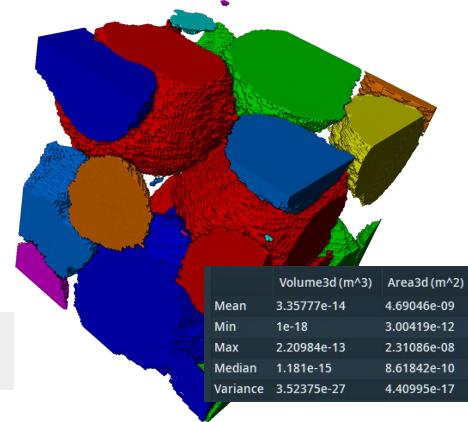 Volume3d (m^3) Area3d (m^2)
Mean 3.35777e-14 4.69046e-09
Min 1e-18 3.00419e-12
Max 2.20984e-13 2.31086e-08
Median 1.181e-15 8.61842e-10
Variance 3.52375e-27 4.40995e-17